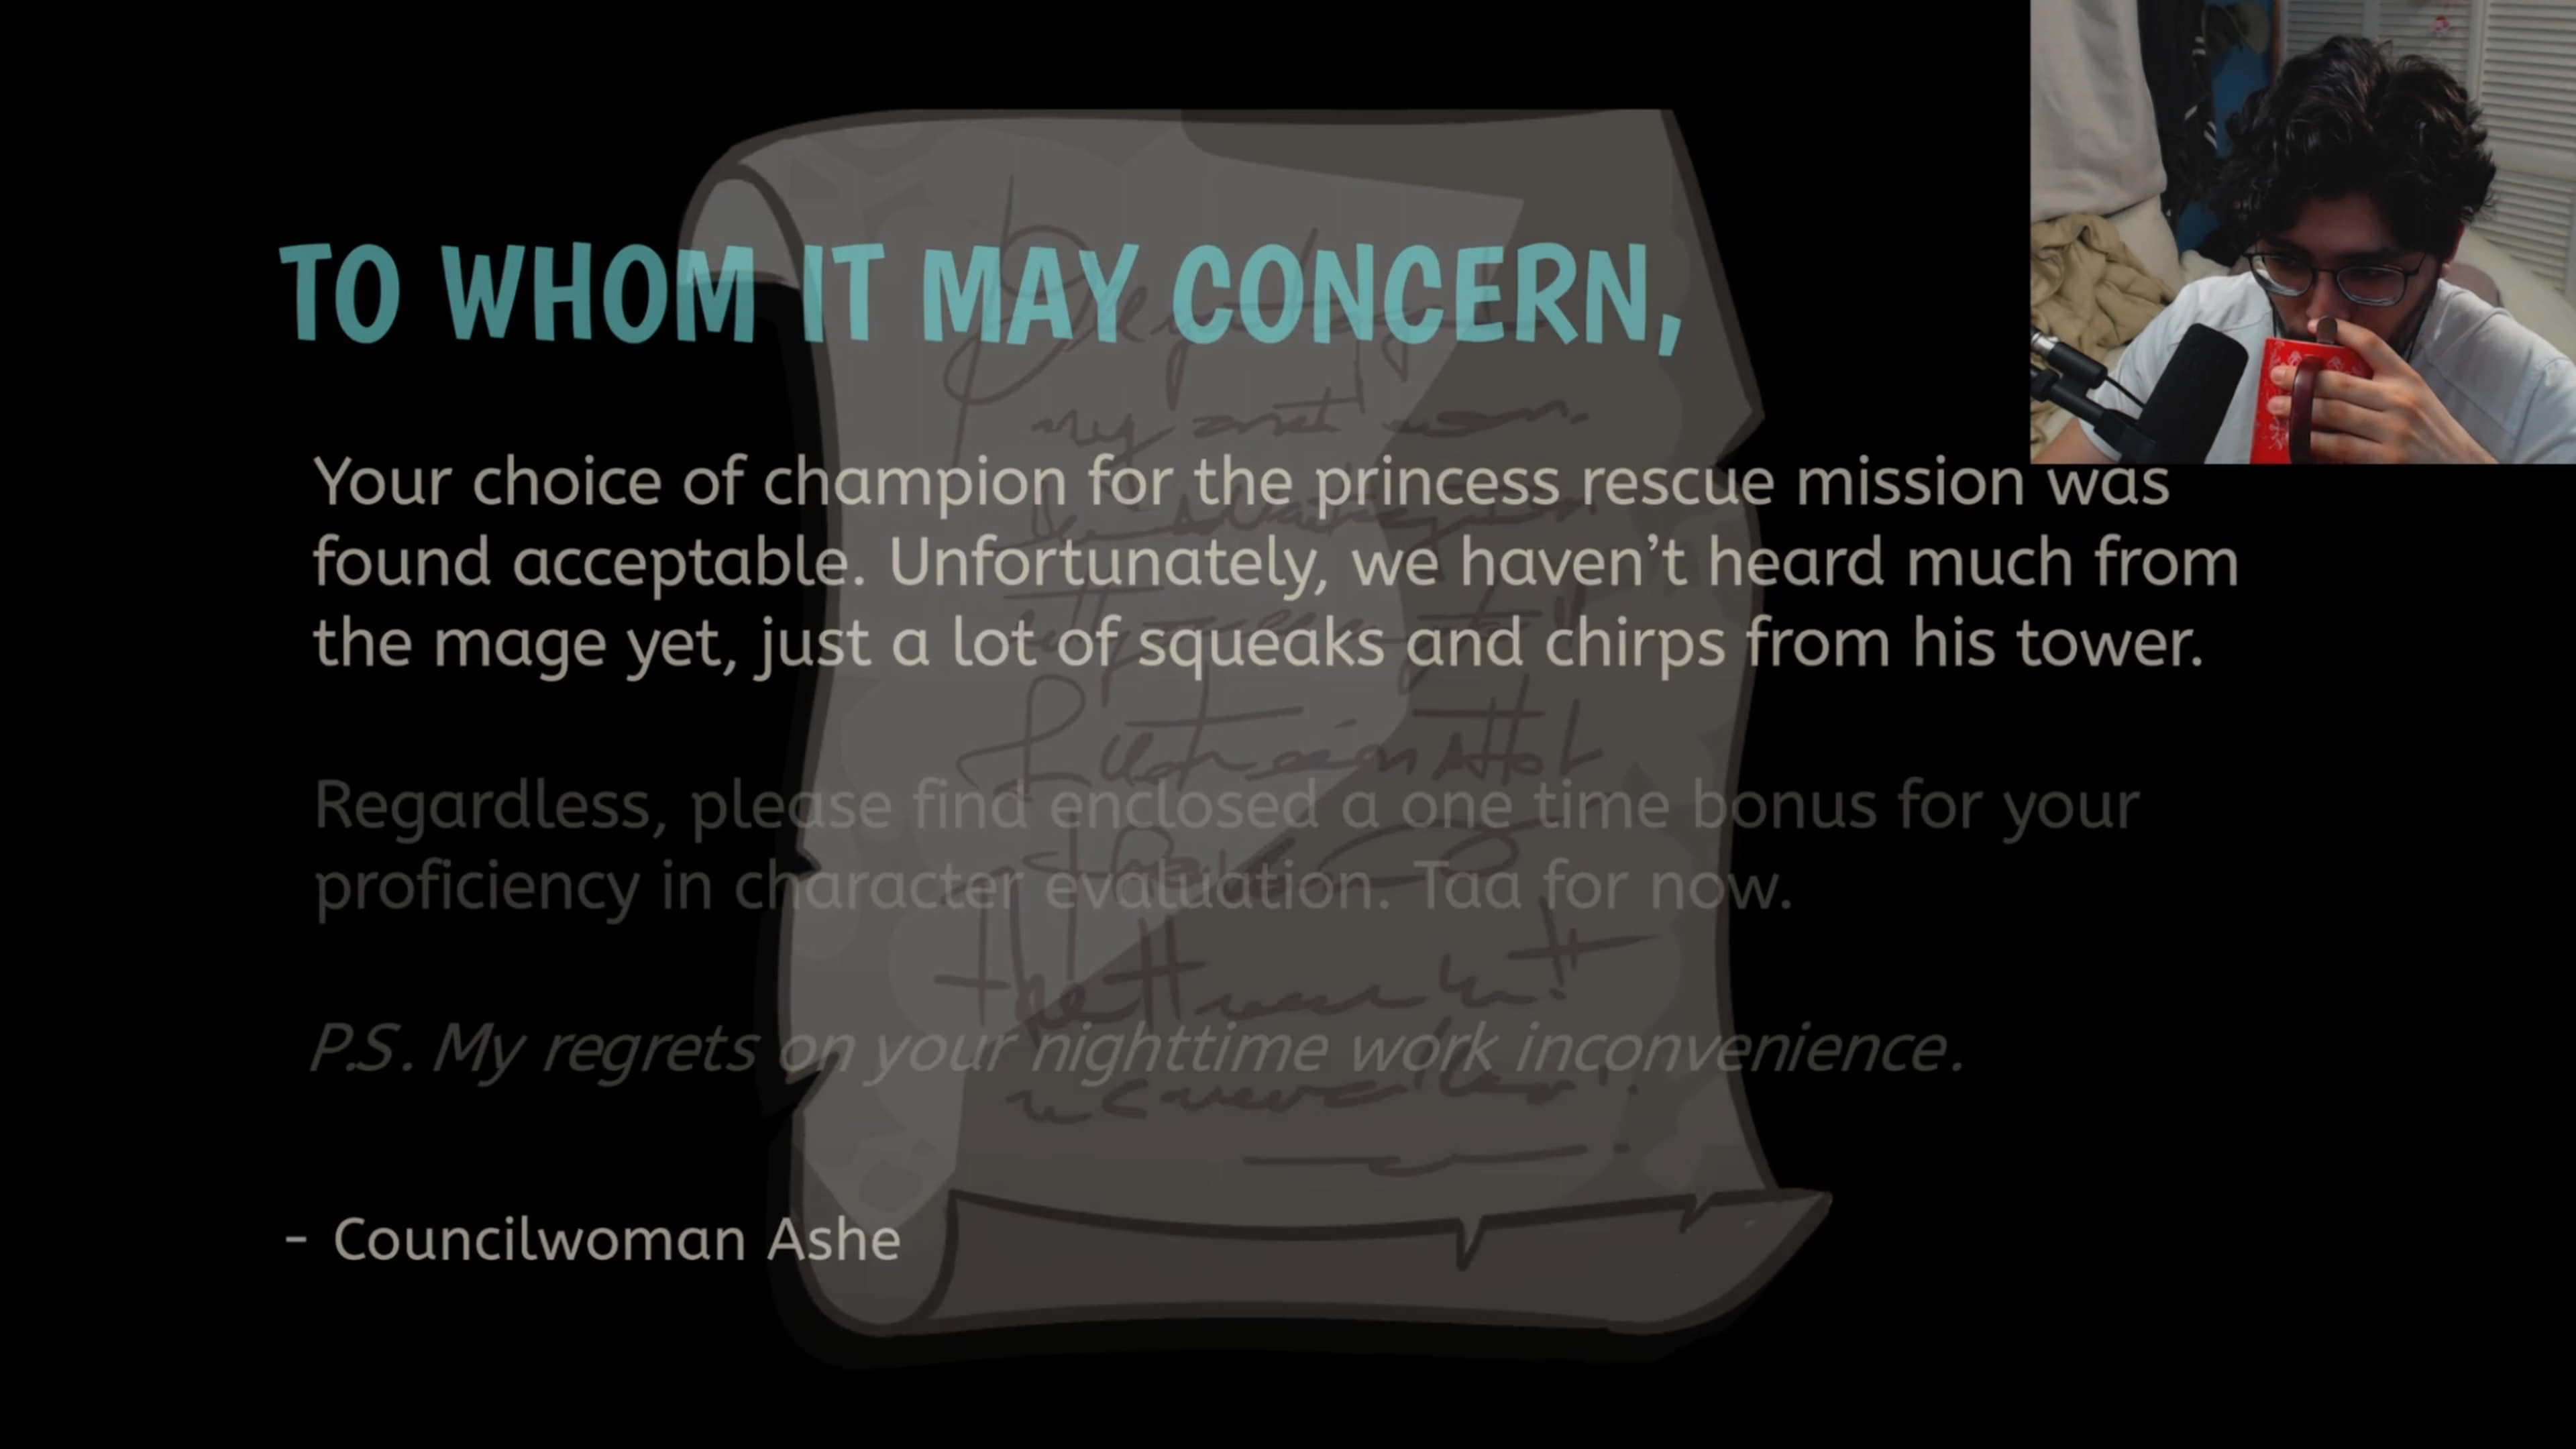 TO WHOM IT MAY CONCERN,
Your choice of champion for the princess rescue mission was
found acceptable. Unfortunately, we haven't heard much from
the mage yet, just a lot of squeaks and chirps from his tower.
Regardless, please find enclosed a one time bonus for your
proficiency in character evaluation. Taa for now.
P.S. My regrets on your nighttime work inconvenience.
- Councilwoman Ashe